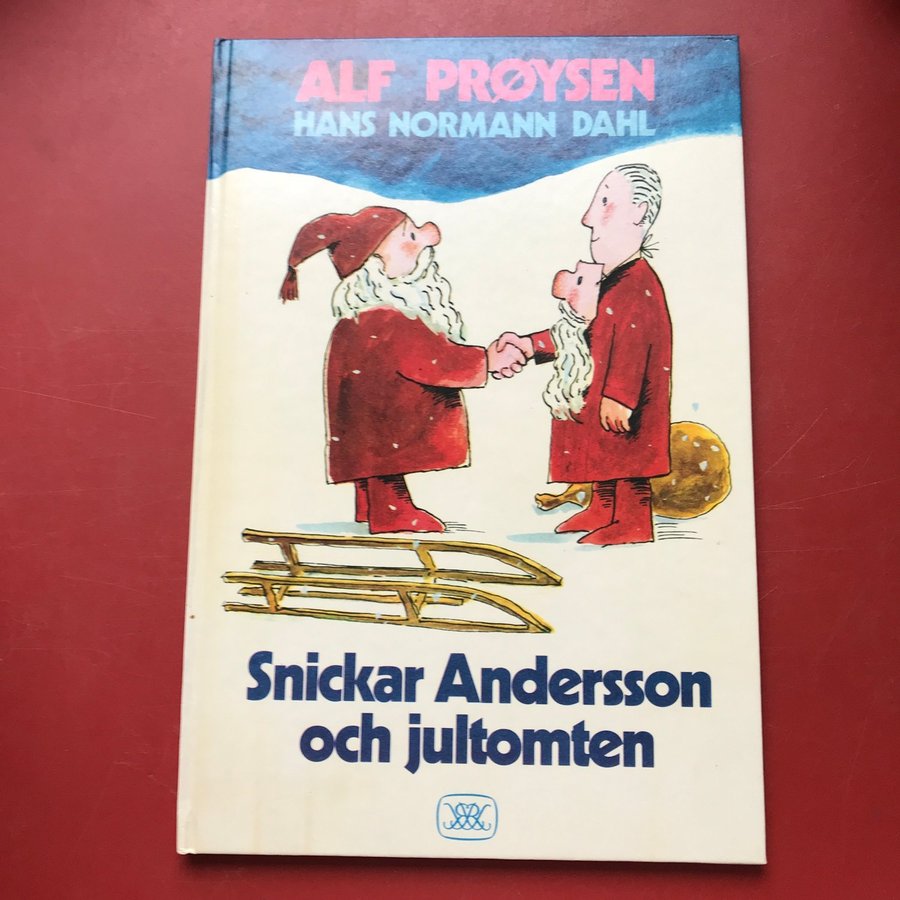 ALF PRØYSEN
HANS NORMANN DAHL
Snickar Andersson
och jultomten